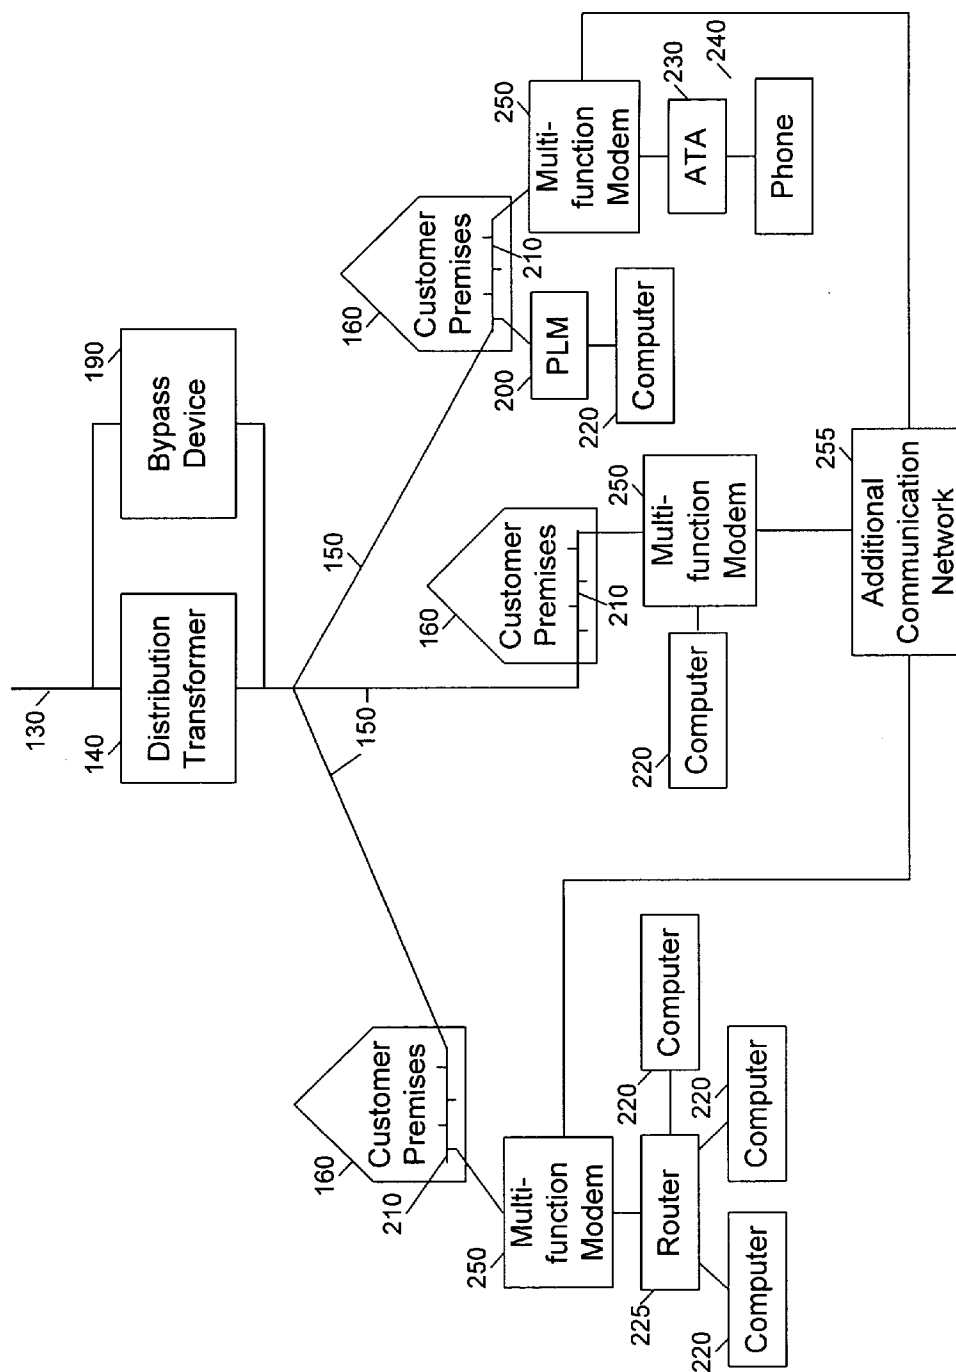 130
140
Distribution
Transformer
190
Bypass
Device
150
150
150
160
Customer
Premises
210
160
Customer
Premises
210
160
Customer
Premises
210
250
Multi-
function
Modem
225
Router
220
Computer
220
Computer
220
Computer
250
Multi-
function
Modem
220
Computer
200
PLM
220
Computer
250
Multi-
function
Modem
230
ATA
240
Phone
255
Additional
Communication
Network